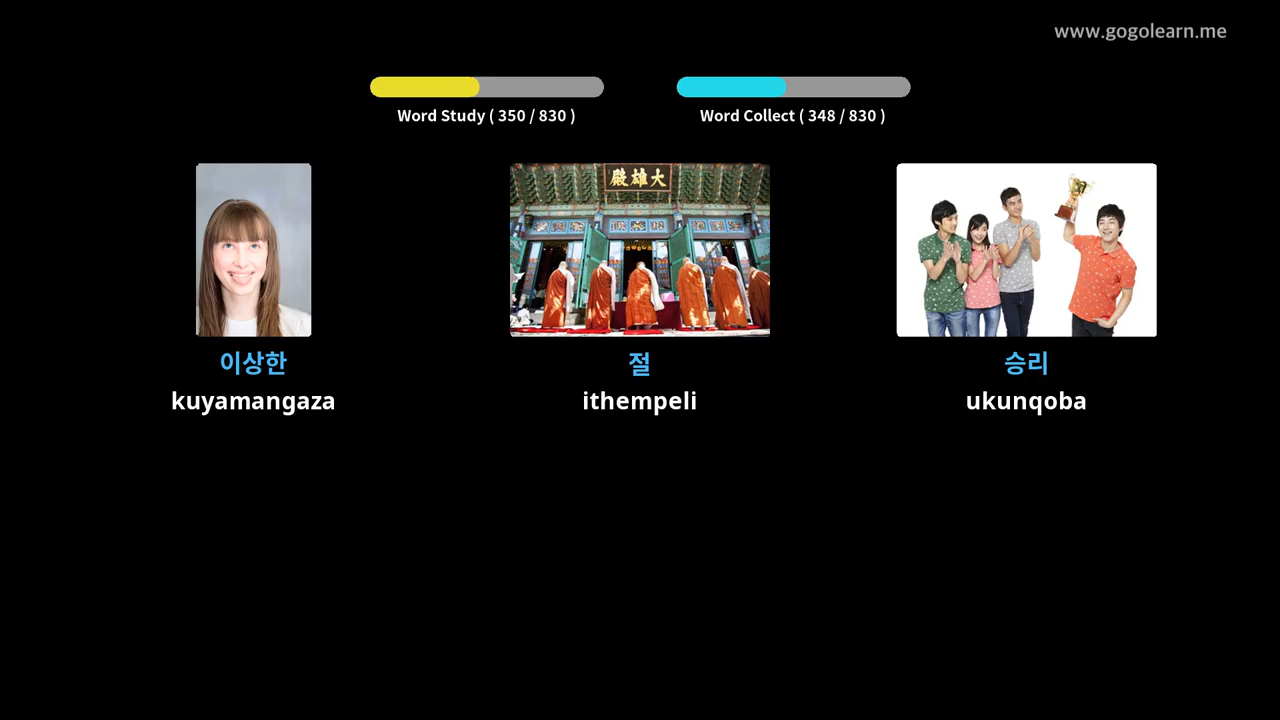 www.gogolearn.me
Word Study ( 350 / 830 )
Word Collect ( 348 / 830 )
殿雄大
이상한
kuyamangaza
절
ithempeli
승리
ukunqoba